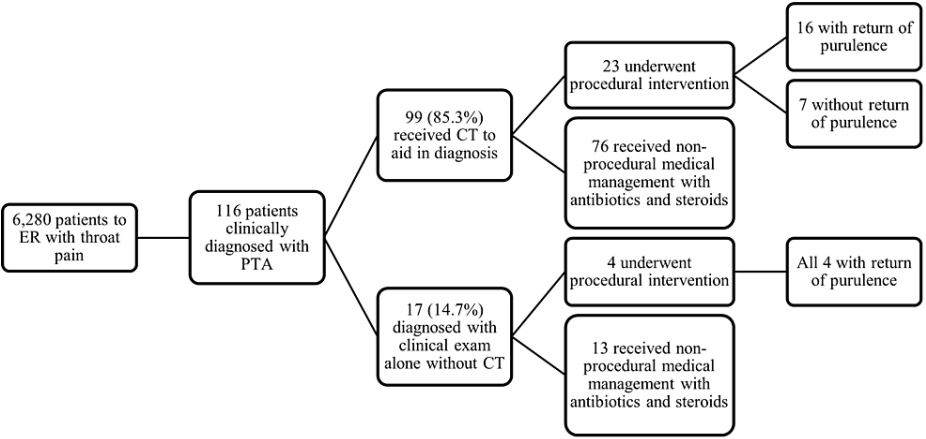 6,280 patients to
ER with throat
pain
116 patients
clinically
diagnosed with
PTA
99 (85.3%)
received CT to
aid in diagnosis
17 (14.7%)
diagnosed with
clinical exam
alone without CT
23 underwent
procedural intervention
76 received non-
procedural medical
management with
antibiotics and steroids
4 underwent
procedural intervention
13 received non-
procedural medical
management with
antibiotics and steroids
16 with return of
purulence
7 without return
of purulence
All 4 with return
of purulence